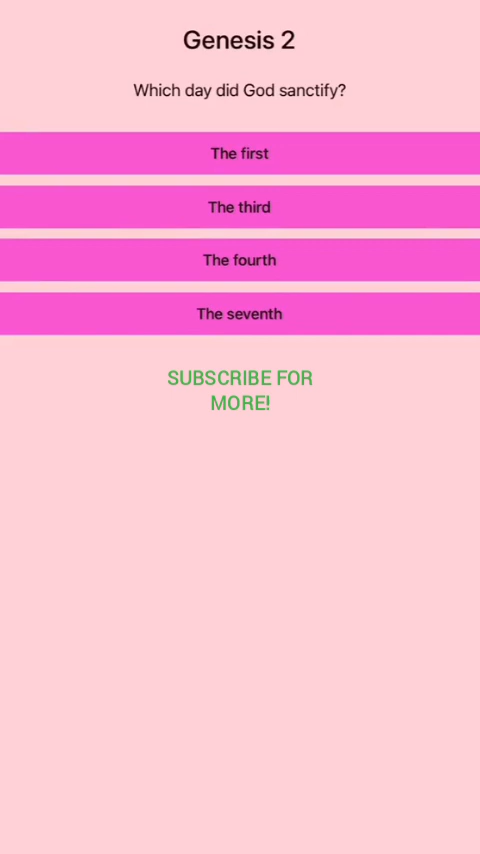 Genesis 2
Which day did God sanctify?
The first
The third
The fourth
The seventh
SUBSCRIBE FOR
MORE!